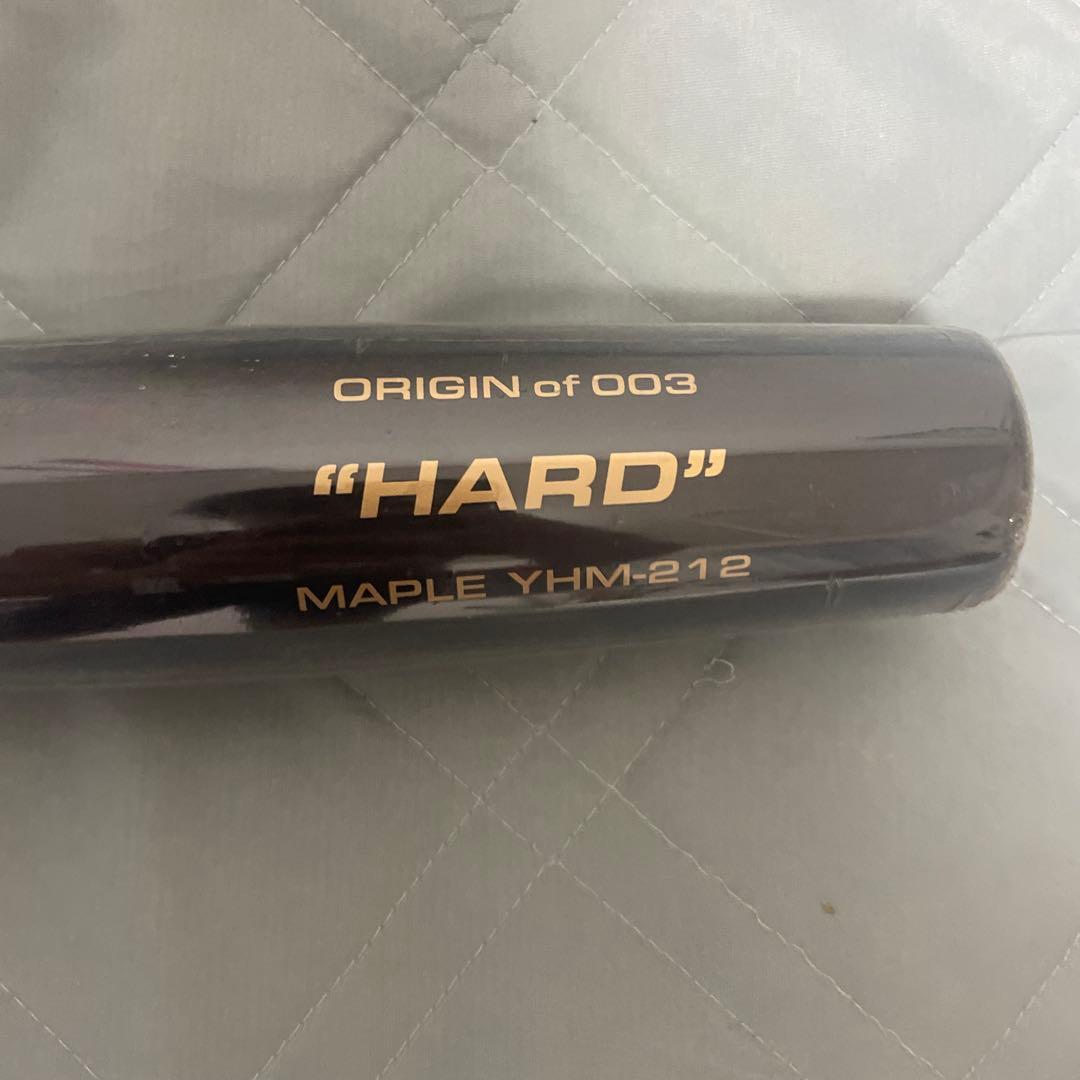 ORIGIN of 003
“HARD”
MAPLE YHM-212